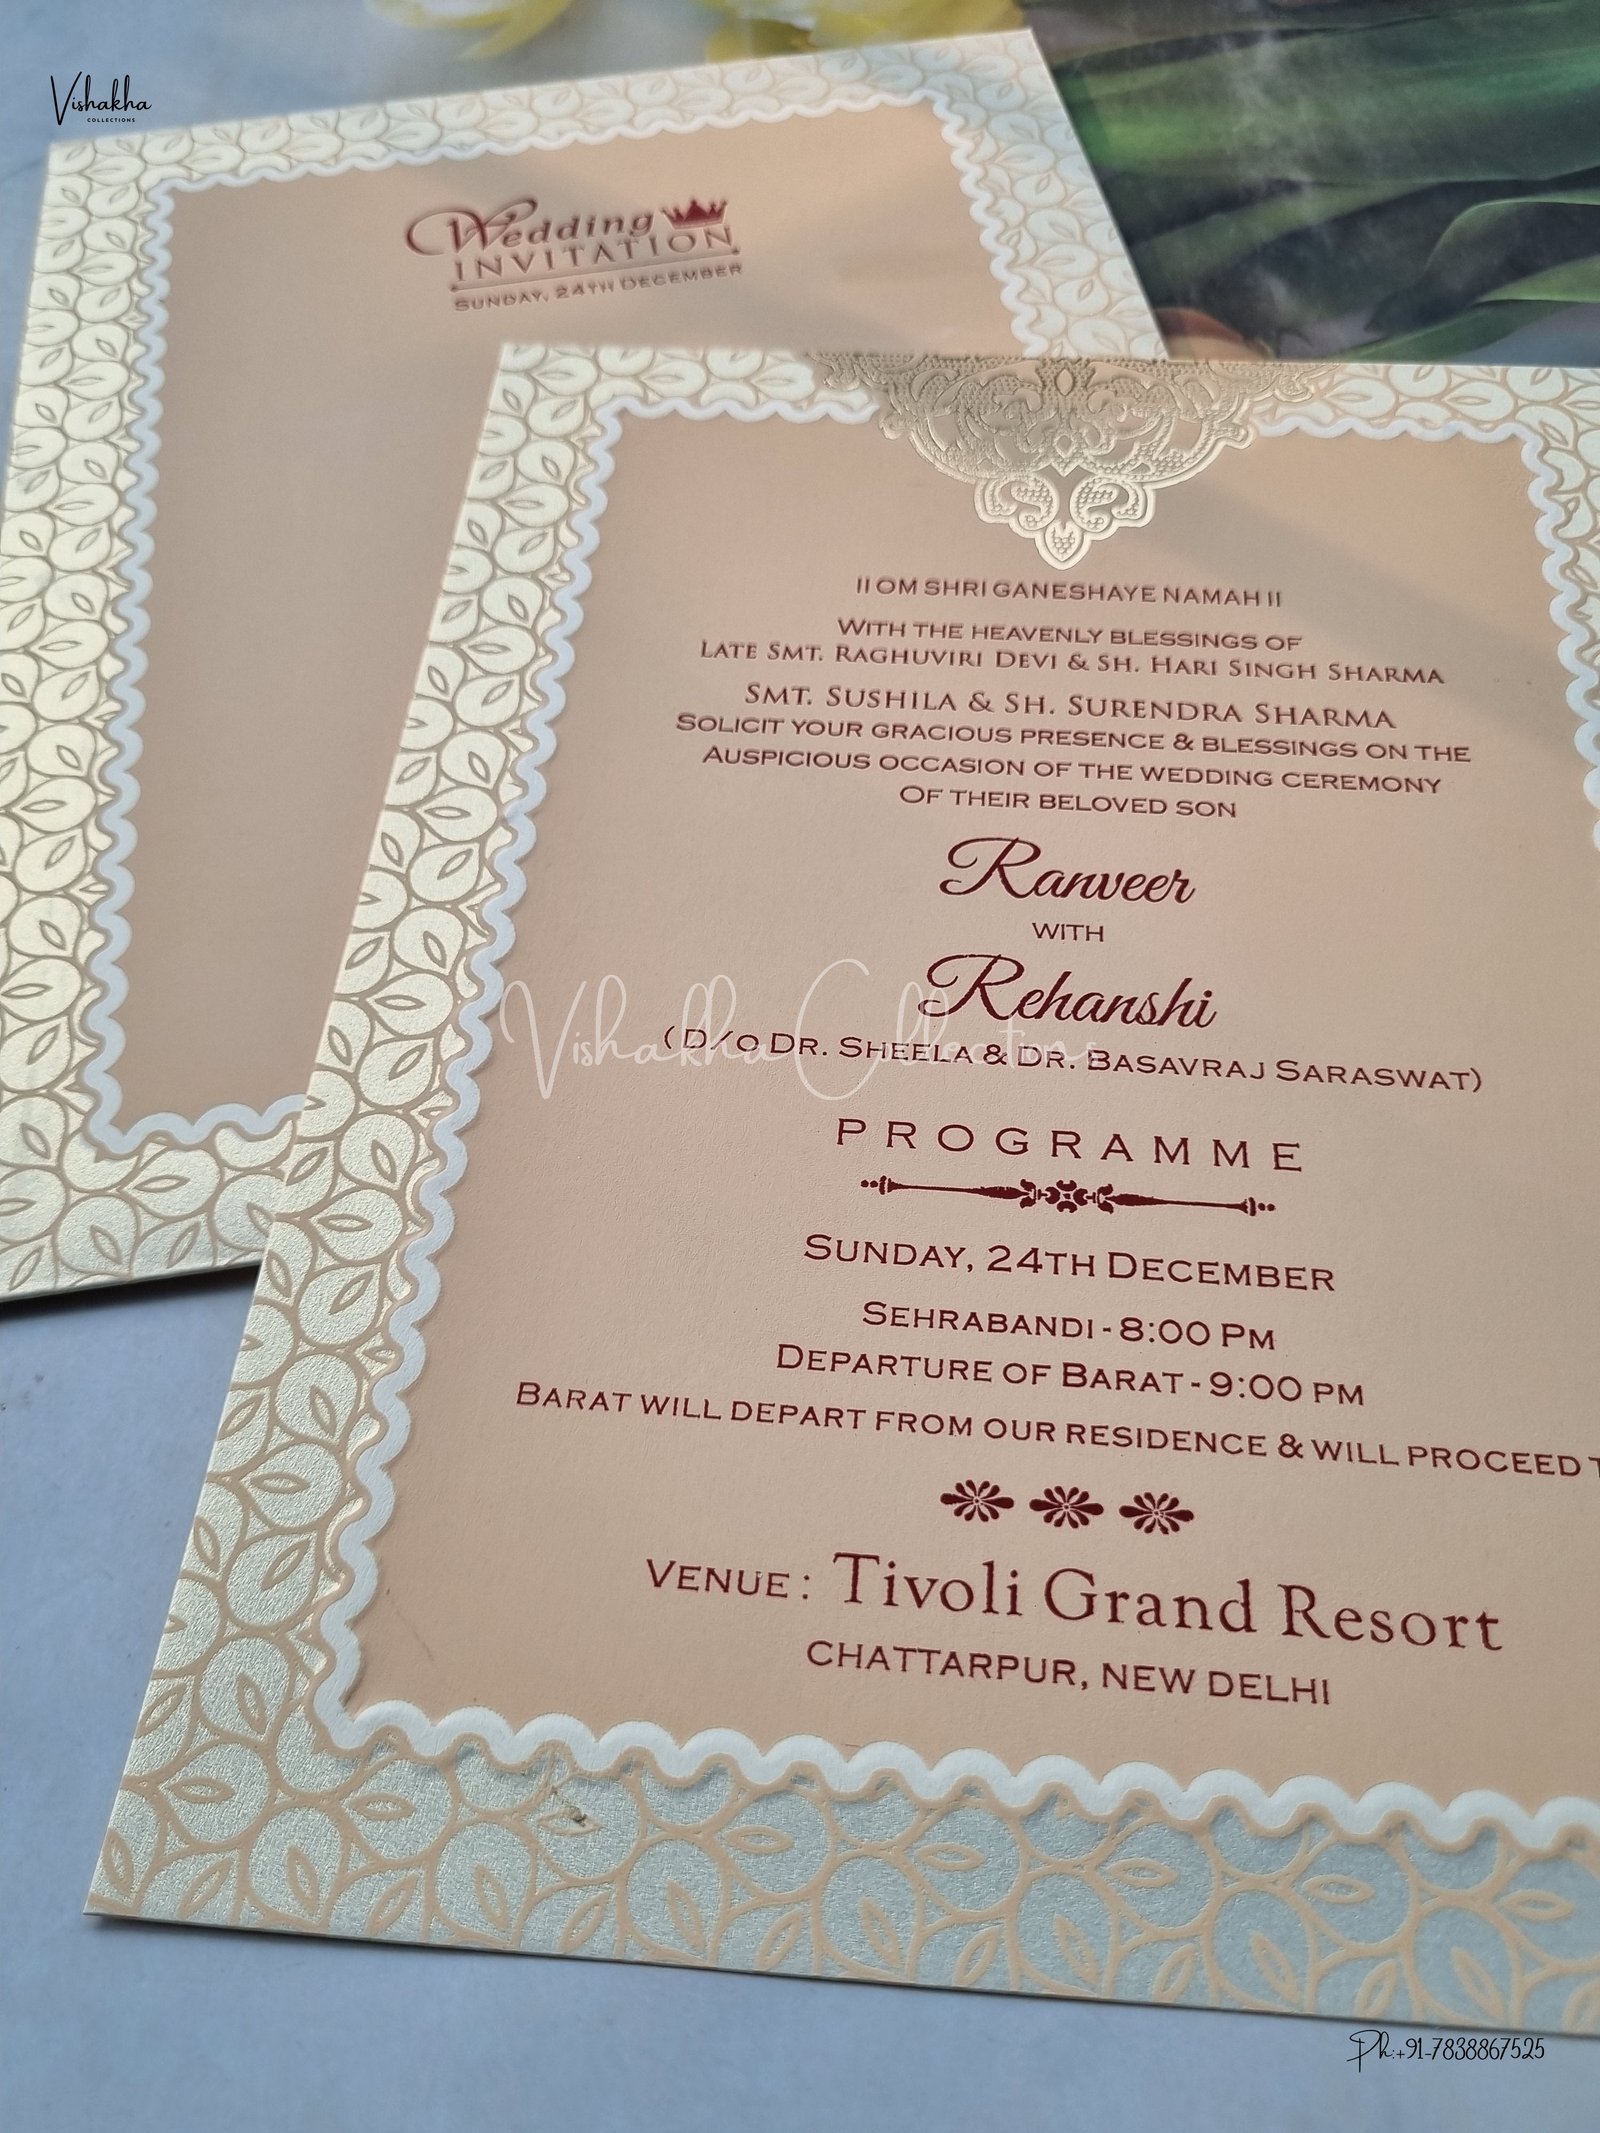 Vishakha
COLLECTIONS
Wedding
INVITATION
SUNDAY, 24TH DECEMBER
II OM SHRI GANESHAYE NAMAH II
WITH THE HEAVENLY BLESSINGS OF
LATE SMT. RAGHUVIRI DEVI & SH. HARI SINGH SHARMA
SMT. SUSHILA & SH. SURENDRA SHARMA
SOLICIT YOUR GRACIOUS PRESENCE & BLESSINGS ON THE
AUSPICIOUS OCCASION OF THE WEDDING CEREMONY
OF THEIR BELOVED SON
Ranveer
WITH
Rehanshi
(D/O DR. SHEELA & DR. BASAVRAJ SARASWAT)
Vishakha Collections
PROGRAMME
SUNDAY, 24TH DECEMBER
SEHRABANDI - 8:00 PM
DEPARTURE OF BARAT - 9:00 PM
BARAT WILL DEPART FROM OUR RESIDENCE & WILL PROCEED
VENUE : Tivoli Grand Resort
CHATTARPUR, NEW DELHI
Ph:+91-7838867525